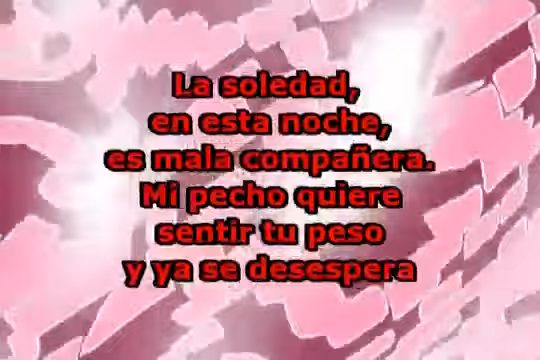 La soledad,
en esta noche,
es mala compañera.
Mi pecho quiere
sentir tu peso
y ya se desespera